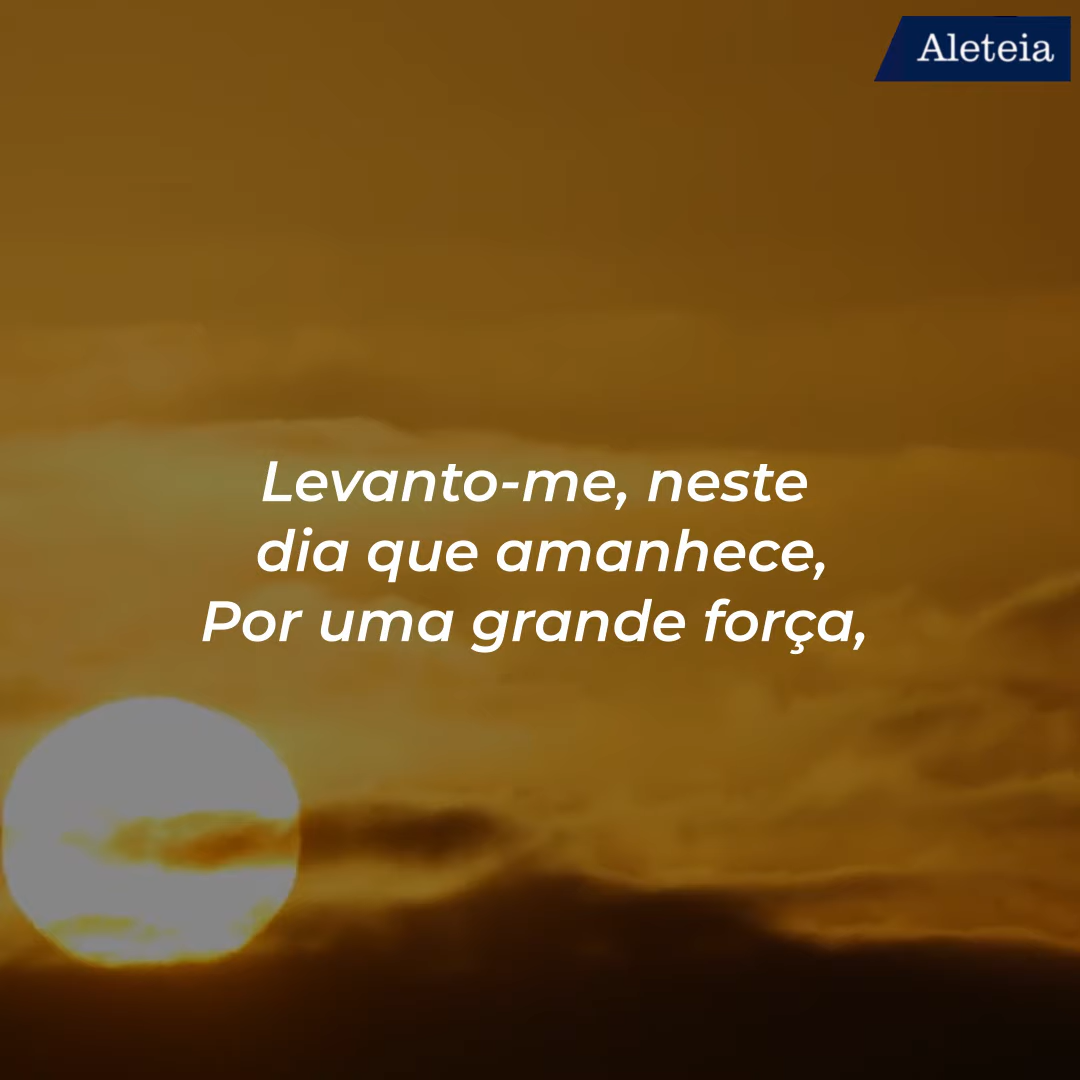 Aleteia
Levanto-me, neste
dia que amanhece,
Por uma grande força,